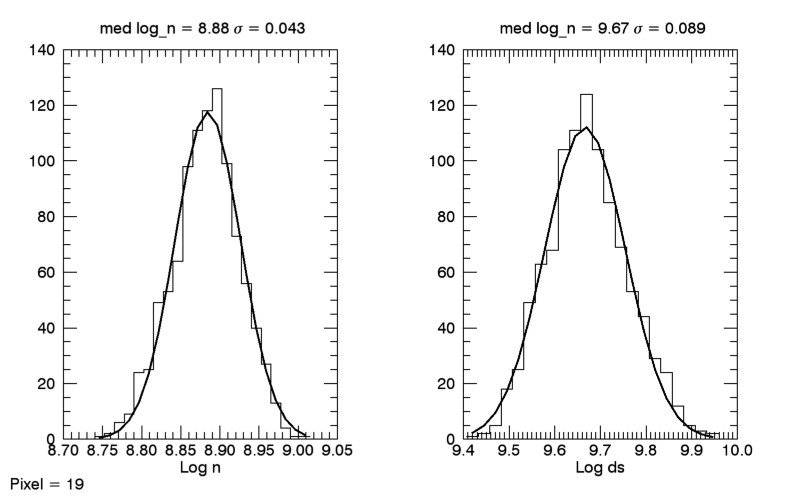 med log_n = 8.88 σ = 0.043
140
120
100
80
60
40
20
0
8.70 8.75 8.80 8.85 8.90 8.95 9.00 9.05
Log n
med log_n = 9.67 σ = 0.089
140
120
100
80
60
40
20
0
9.4 9.5 9.6 9.7 9.8 9.9 10.0
Log ds
Pixel = 19